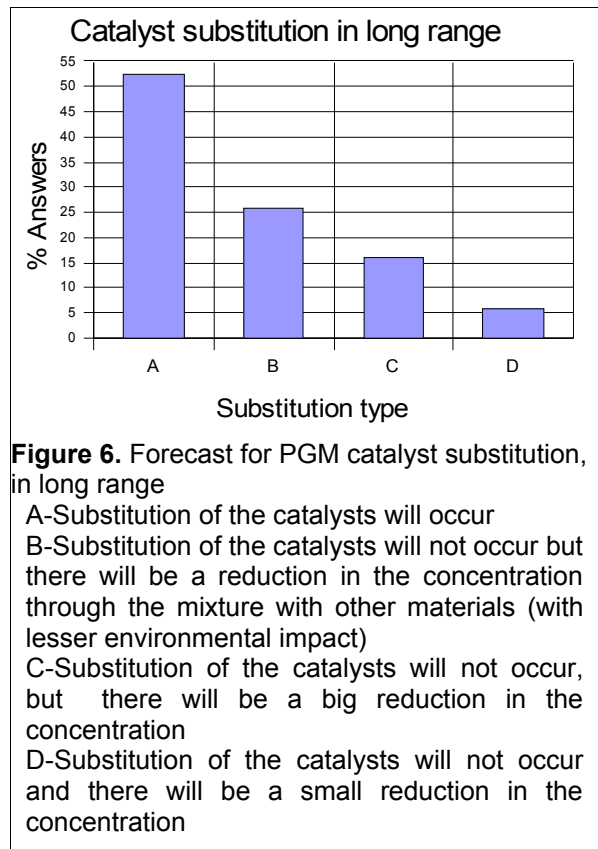 Catalyst substitution in long range
55
50
45
40
35
30
25
20
15
10
5
0
% Answers
A B C D
Substitution type
Figure 6. Forecast for PGM catalyst substitution,
in long range
A-Substitution of the catalysts will occur
B-Substitution of the catalysts will not occur but
there will be a reduction in the concentration
through the mixture with other materials (with
lesser environmental impact)
C-Substitution of the catalysts will not occur,
but there will be a big reduction in the
concentration
D-Substitution of the catalysts will not occur
and there will be a small reduction in the
concentration